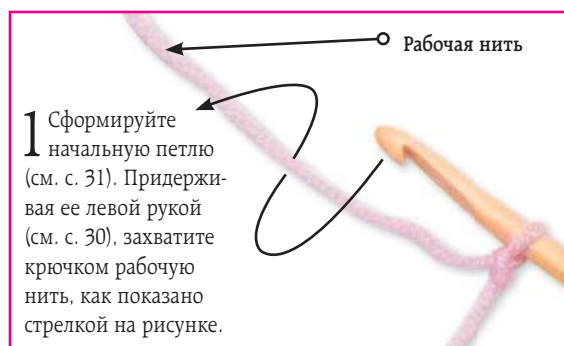 Рабочая нить
1 Сформируйте
начальную петлю
(см. с. 31). Придержи-
вая ее левой рукой
(см. с. 30), захватите
крючком рабочую
нить, как показано
стрелкой на рисунке.